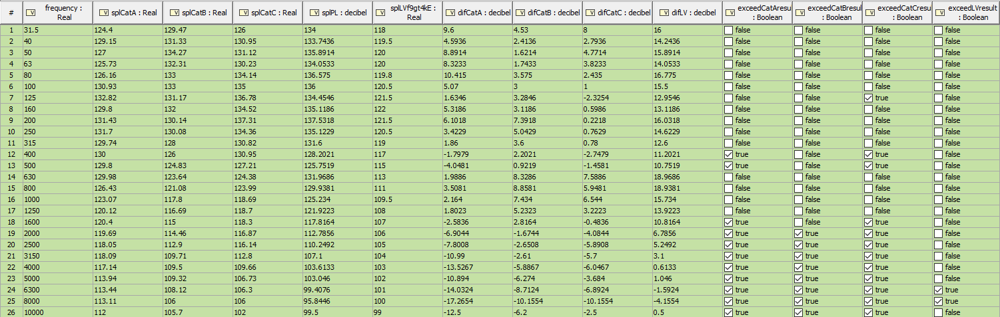 # frequency : Real splCatA : Real splCatB : Real splCatC : Real splPL : decibel splLVf9gt4kE : Real difCatA : decibel difCatB : decibel difCatC : decibel difLV : decibel exceedCatAresul : Boolean exceedCatBresul : Boolean exceedCatCresul : Boolean exceedLVresult : Boolean
1 31.5 124.4 129.47 126 134 118 9.6 4.53 8 16 false false false false
2 40 129.15 131.33 130.95 133.7436 119.5 4.5936 2.4136 2.7936 14.2436 false false false false
3 50 127 134.27 131.12 135.8914 120 8.8914 1.6214 4.7714 15.8914 false false false false
4 63 125.73 132.31 130.23 134.0533 120 8.3233 1.7433 3.8233 14.0533 false false false false
5 80 126.16 133 134.14 136.575 119.8 10.415 3.575 2.435 16.775 false false false false
6 100 130.93 133 135 136 120.5 5.07 3 1 15.5 false false false false
7 125 132.82 131.17 136.78 134.4546 121.5 1.6346 3.2846 -2.3254 12.9546 false false true false
8 160 129.8 132 134.52 135.1186 122 5.3186 3.1186 0.5986 13.1186 false false false false
9 200 131.43 130.14 137.31 137.5318 121.5 6.1018 7.3918 0.2218 16.0318 false false false false
10 250 131.7 130.08 134.36 135.1229 120.5 3.4229 5.0429 0.7629 14.6229 false false false false
11 315 129.74 128 130.82 131.6 119 1.86 3.6 0.78 12.6 false false false false
12 400 130 126 130.95 128.2021 117 -1.7979 2.2021 -2.7479 11.2021 true false true false
13 500 129.8 124.83 127.21 125.7519 115 -4.0481 0.9219 -1.4581 10.7519 true false true false
14 630 129.98 123.64 124.38 131.9686 113 1.9886 8.3286 7.5886 18.9686 false false false false
15 800 126.43 121.08 123.99 129.9381 111 3.5081 8.8581 5.9481 18.9381 false false false false
16 1000 123.07 117.8 118.69 125.234 109.5 2.164 7.434 6.544 15.734 false false false false
17 1250 120.12 116.69 118.7 121.9223 108 1.8023 5.2323 3.2223 13.9223 false false false false
18 1600 120.4 115 118.3 117.8164 107 -2.5836 2.8164 -0.4836 10.8164 true false true false
19 2000 119.69 114.46 116.87 112.7856 106 -6.9044 -1.6744 -4.0844 6.7856 true true true false
20 2500 118.05 112.9 116.14 110.2492 105 -7.8008 -2.6508 -5.8908 5.2492 true true true false
21 3150 118.09 109.71 112.8 107.1 104 -10.99 -2.61 -5.7 3.1 true true true false
22 4000 117.14 109.5 109.66 103.6133 103 -13.5267 -5.8867 -6.0467 0.6133 true true true false
23 5000 113.94 109.32 106.73 103.046 102 -10.894 -6.274 -3.684 1.046 true true true false
24 6300 113.44 108.12 106.3 99.4076 101 -14.0324 -8.7124 -6.8924 -1.5924 true true true true
25 8000 113.11 106 106 95.8446 100 -17.2654 -10.1554 -10.1554 -4.1554 true true true true
26 10000 112 105.7 102 99.5 99 -12.5 -6.2 -2.5 0.5 true true true false